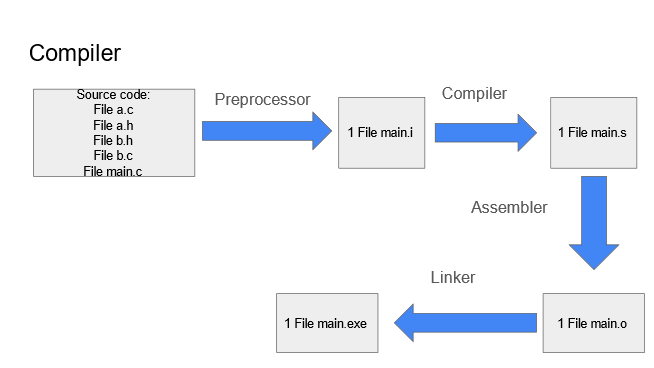 Compiler
Source code:
File a.c
File a.h
File b.h
File b.c
File main.c
Preprocessor
1 File main.i
Compiler
1 File main.s
Assembler
Linker
1 File main.exe
1 File main.o